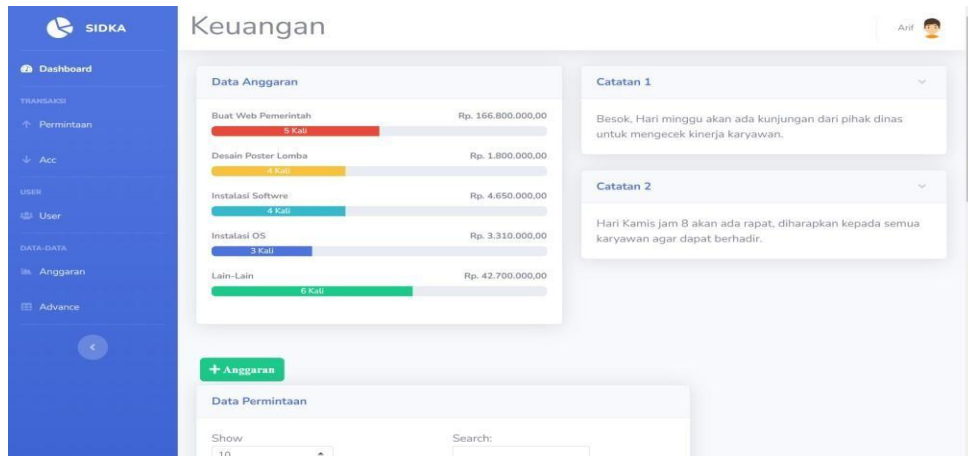 SIDKA
Dashboard
TRANSAKSI
Permintaan
Acc
USER
User
DATA-DATA
Anggaran
Advance
Keuangan
Arif
Data Anggaran
Buat Web Pemerintah Rp. 166.800.000,00
5 Kali
Desain Poster Lomba Rp. 1.800.000,00
4 Kali
Instalasi Softwre Rp. 4.650.000,00
4 Kali
Instalasi OS Rp. 3.310.000,00
3 Kali
Lain-Lain Rp. 42.700.000,00
6 Kali
Catatan 1
Besok, Hari minggu akan ada kunjungan dari pihak dinas
untuk mengecek kinerja karyawan.
Catatan 2
Hari Kamis jam 8 akan ada rapat, diharapkan kepada semua
karyawan agar dapat berhadir.
+ Anggaran
Data Permintaan
Show Search:
10